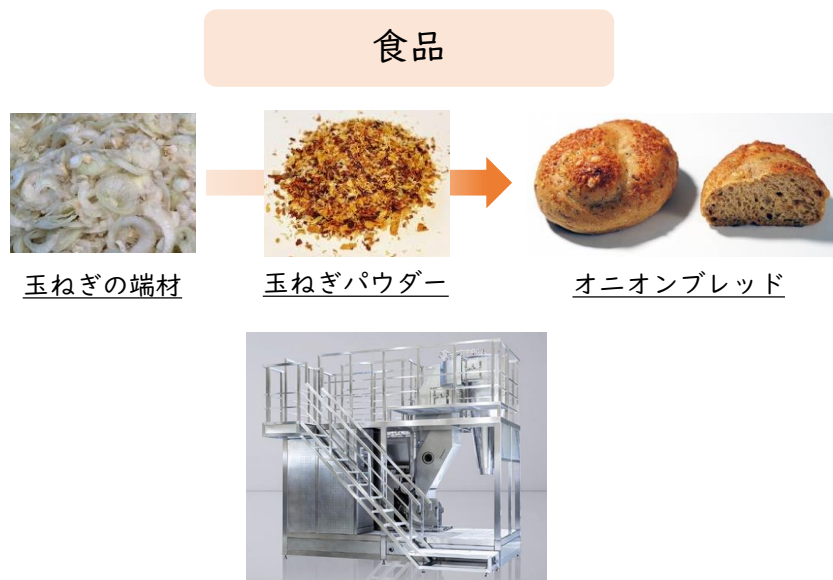 食品
玉ねぎの端材
玉ねぎパウダー
オニオンブレッド